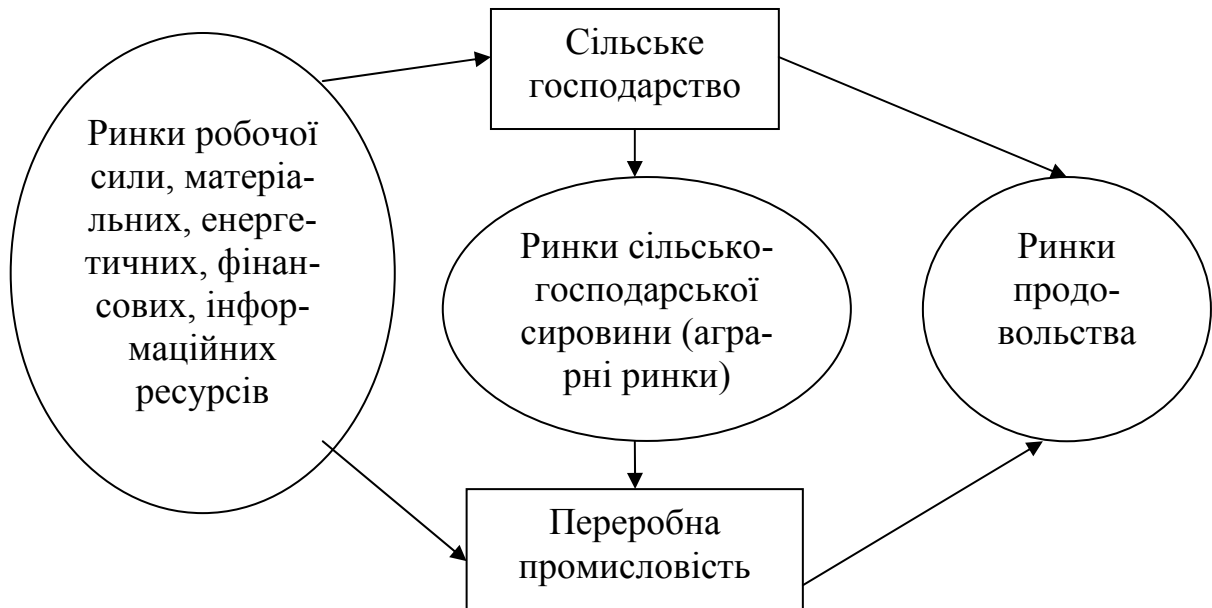 Ринки робочої
сили, матеріа-
льних, енерге-
тичних, фінан-
сових, інфор-
маційних
ресурсів
Сільське
господарство
Ринки сільсько-
господарської
сировини (агра-
рні ринки)
Переробна
промисловість
Ринки
продо-
вольства